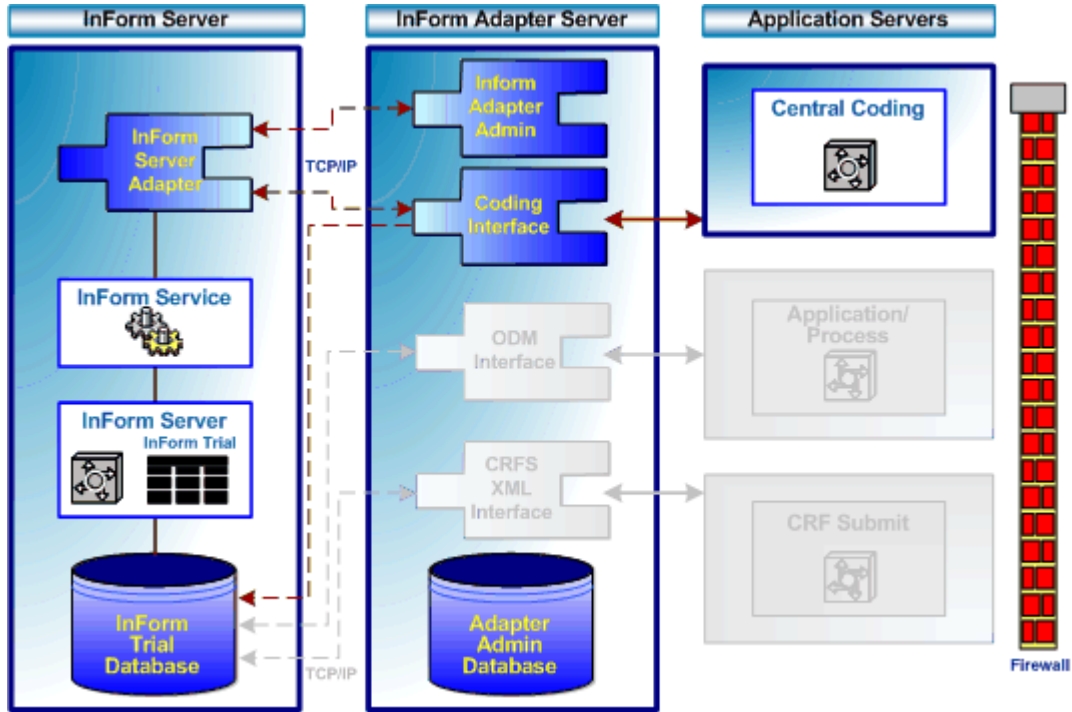 InForm Server
InForm Adapter Server
Application Servers
InForm
Server
Adapter
InForm Service
InForm Server
InForm Trial
InForm
Trial
Database
TCP/IP
TCP/IP
Inform
Adapter
Admin
Coding
Interface
ODM
Interface
CRFS
XML
Interface
Adapter
Admin
Database
Central Coding
Application/
Process
CRF Submit
Firewall